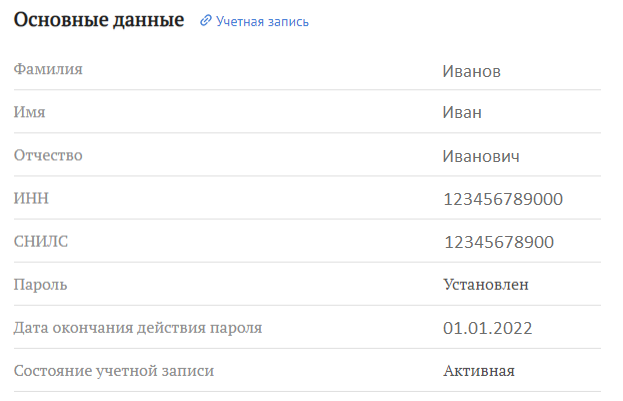 Основные данные Учетная запись
Фамилия Иванов
Имя Иван
Отчество Иванович
ИНН 123456789000
СНИЛС 12345678900
Пароль Установлен
Дата окончания действия пароля 01.01.2022
Состояние учетной записи Активная